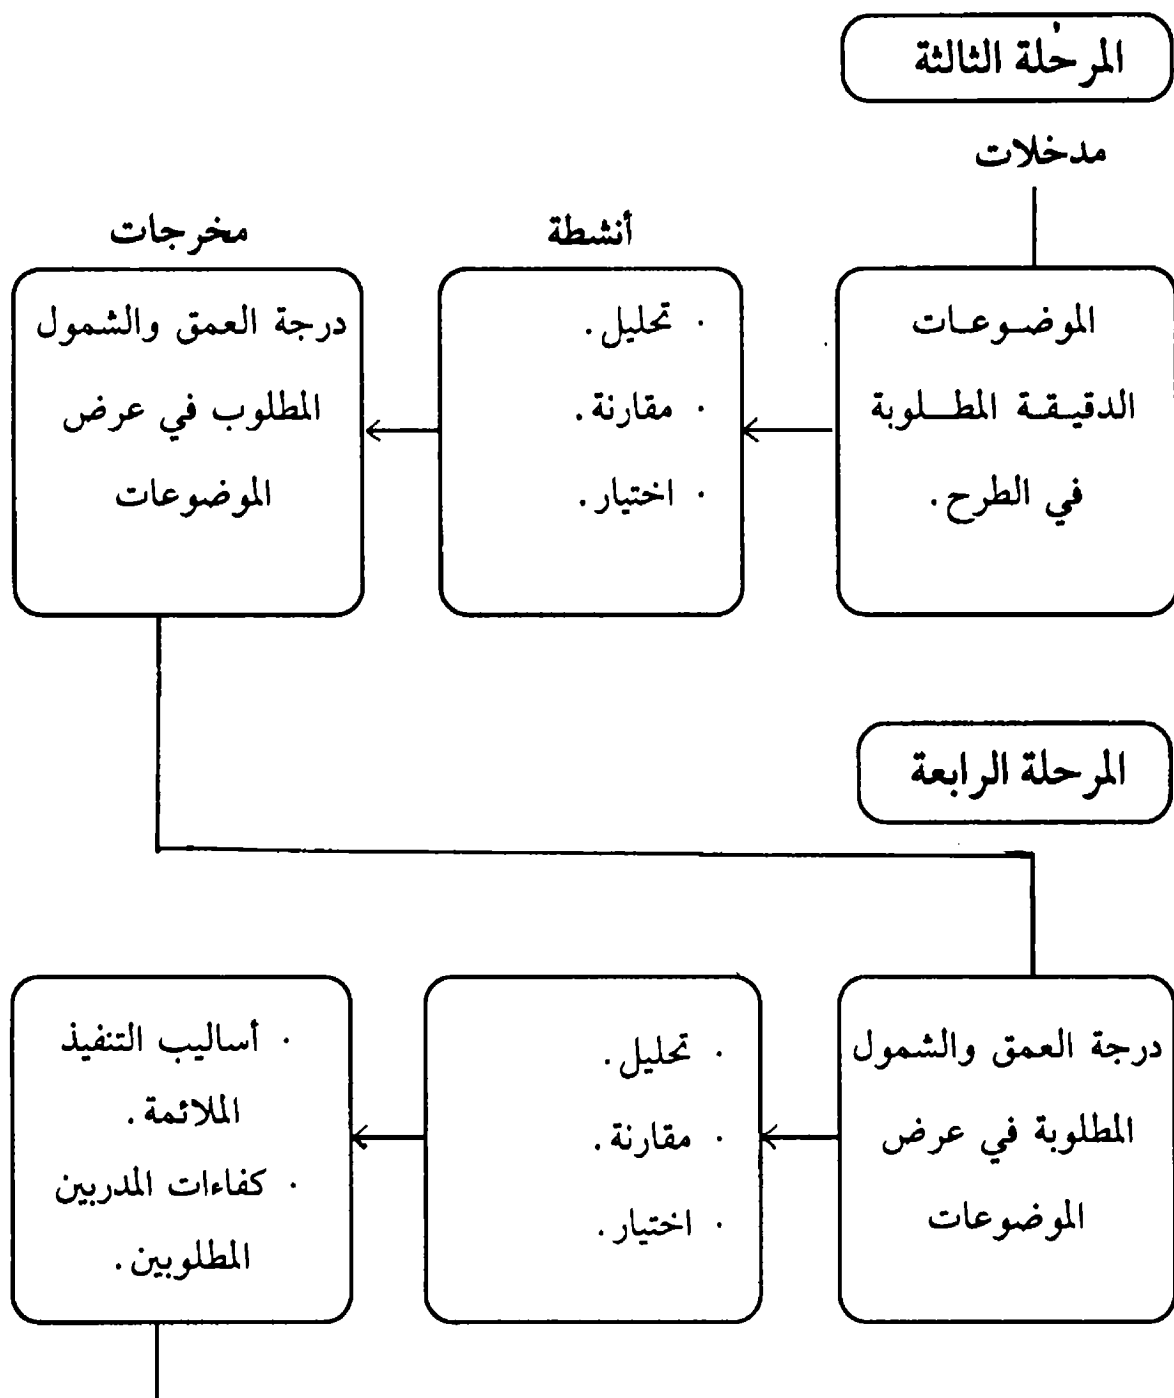 المرحلة الثالثة
مدخلات
أنشطة
مخرجات
الموضوعات
الدقيقة المطلوبة
في الطرح.
· تحليل.
· مقارنة.
· اختيار.
درجة العمق والشمول
المطلوب في عرض
الموضوعات
المرحلة الرابعة
درجة العمق والشمول
المطلوبة في عرض
الموضوعات
· تحليل.
· مقارنة.
· اختيار.
· أساليب التنفيذ
الملائمة.
· كفاءات المدربين
المطلوبين.